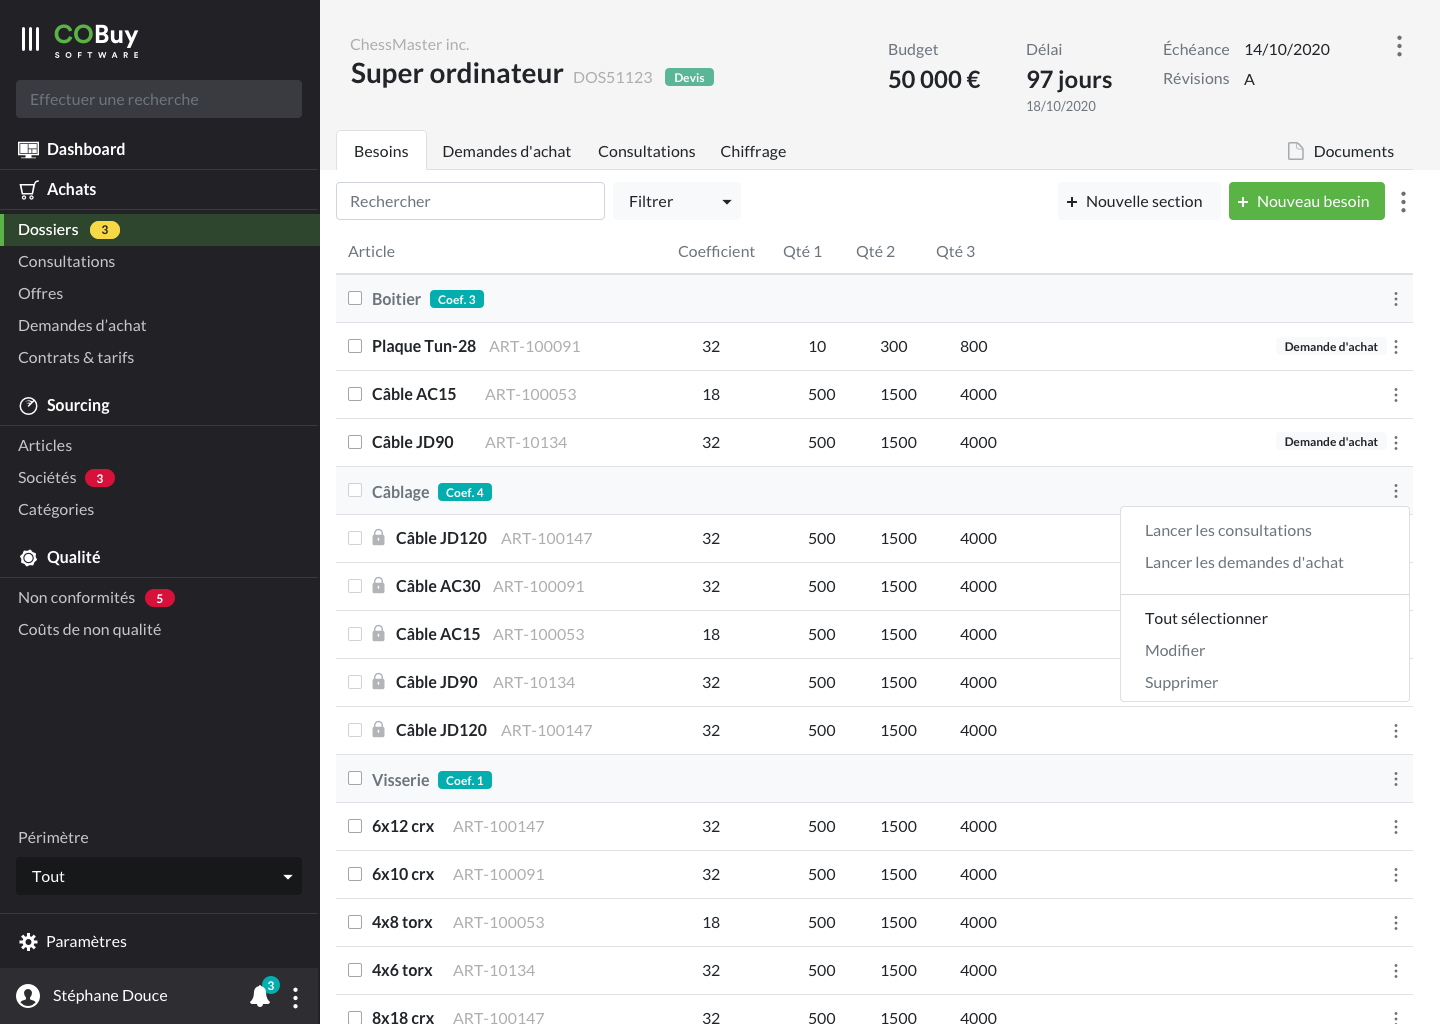 COBuy
SOFTWARE
Effectuer une recherche
Dashboard
Achats
Dossiers 3
Consultations
Offres
Demandes d'achat
Contrats & tarifs
Sourcing
Articles
Sociétés 3
Catégories
Qualité
Non conformités 5
Coûts de non qualité
Périmètre
Tout
Paramètres
Stéphane Douce 3
ChessMaster inc.
Super ordinateur DOS51123 Devis
Budget
50 000 €
Délai
97 jours
18/10/2020
Échéance 14/10/2020
Révisions A
Besoins Demandes d'achat Consultations Chiffrage Documents
Rechercher Filtrer + Nouvelle section + Nouveau besoin
Article Coefficient Qté 1 Qté 2 Qté 3
Boitier Coef. 3
Plaque Tun-28 ART-100091 32 10 300 800 Demande d'achat
Câble AC15 ART-100053 18 500 1500 4000
Câble JD90 ART-10134 32 500 1500 4000 Demande d'achat
Câblage Coef. 4
Câble JD120 ART-100147 32 500 1500 4000
Câble AC30 ART-100091 32 500 1500 4000
Câble AC15 ART-100053 18 500 1500 4000
Câble JD90 ART-10134 32 500 1500 4000
Câble JD120 ART-100147 32 500 1500 4000
Lancer les consultations
Lancer les demandes d'achat
Tout sélectionner
Modifier
Supprimer
Visserie Coef. 1
6x12 crx ART-100147 32 500 1500 4000
6x10 crx ART-100091 32 500 1500 4000
4x8 torx ART-100053 18 500 1500 4000
4x6 torx ART-10134 32 500 1500 4000
8x18 crx ART-100147 32 500 1500 4000